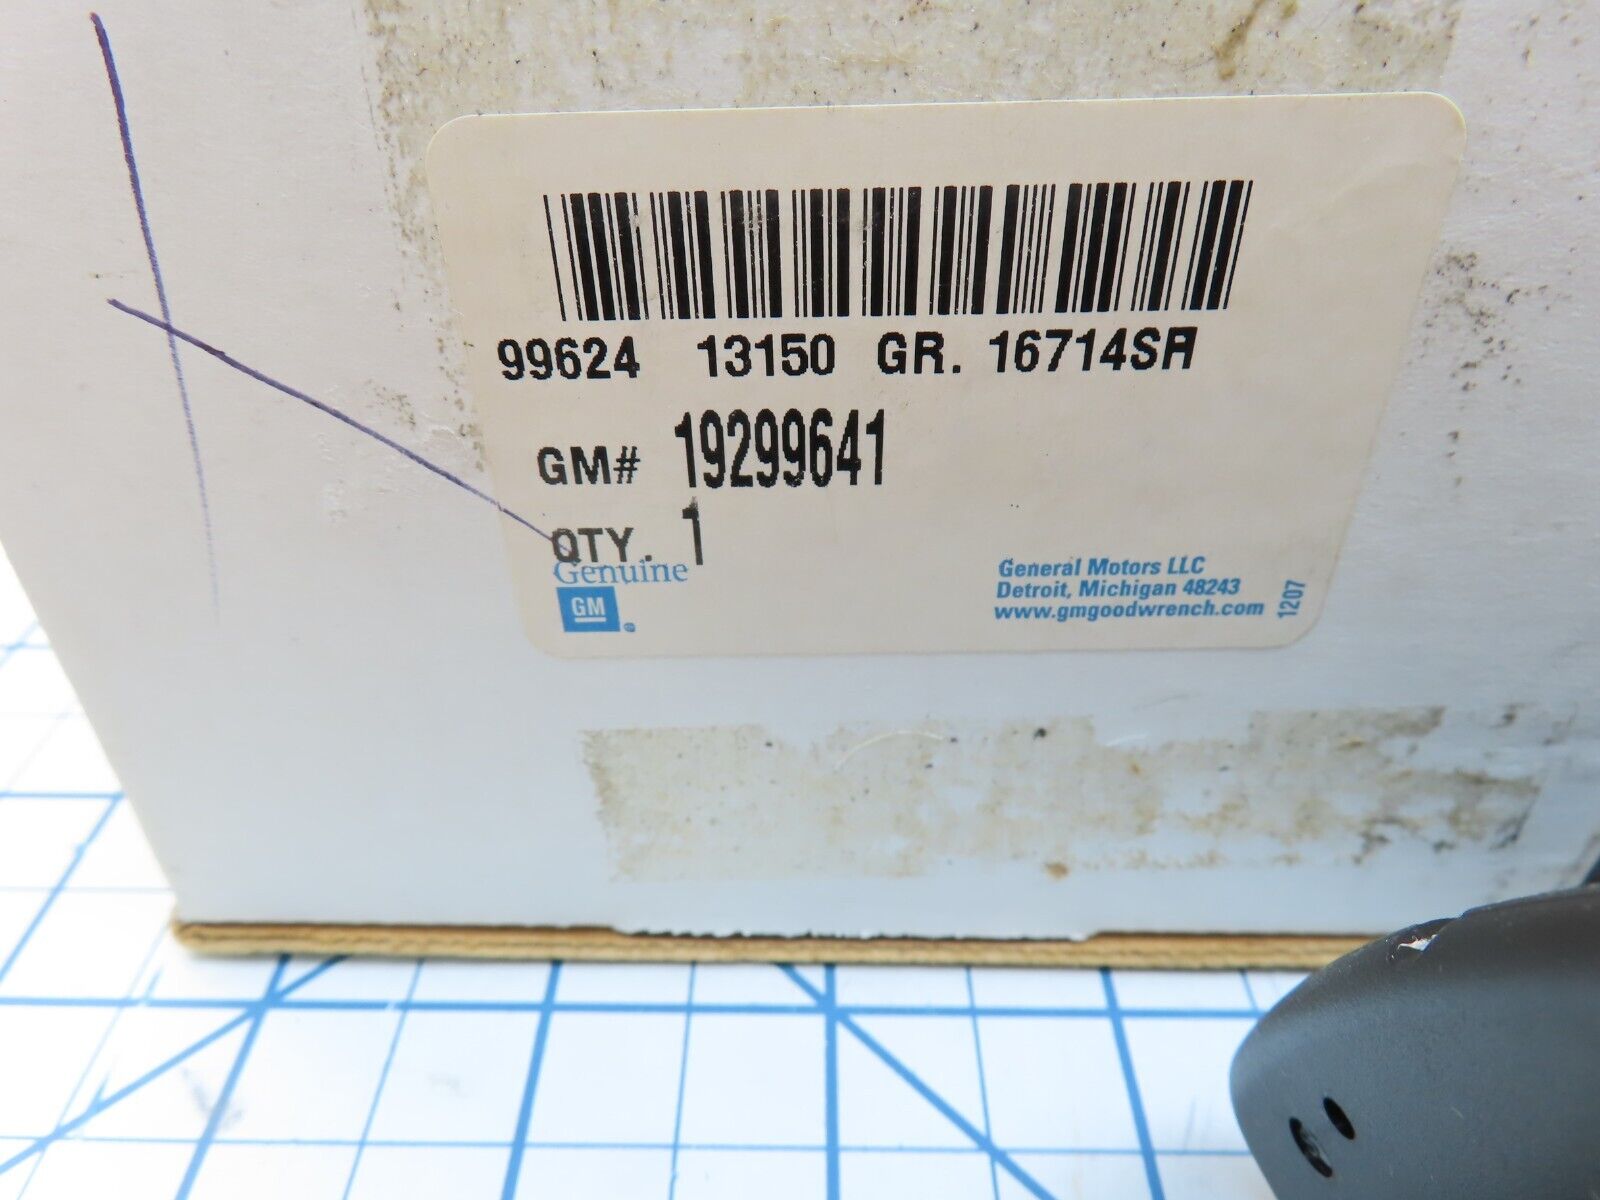 99624 13150 GR. 16714SA
GM# 19299641
QTY. 1
Genuine
GM
General Motors LLC
Detroit, Michigan 48243
www.gmgoodwrench.com
1207